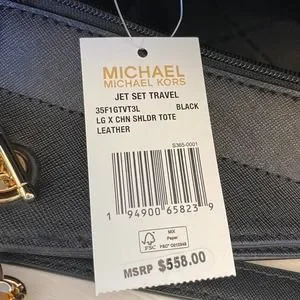 MICHAEL
MICHAEL KORS
JET SET TRAVEL
35F1GTVT3L BLACK
LG X CHN SHLDR TOTE
LEATHER
S365-0001
1 94900 65823 9
FSC
MIX
Paper
MSRP $558.00